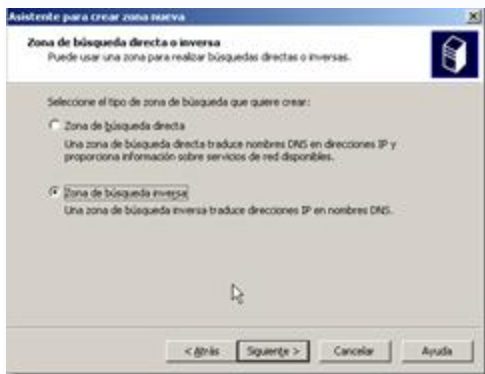 Asistente para crear zona nueva
Zona de búsqueda directa o inversa
Puede usar una zona para realizar búsquedas directas o inversas.
Seleccione el tipo de zona de búsqueda que quiere crear:
Zona de búsqueda directa
Una zona de búsqueda directa traduce nombres DNS en direcciones IP y
proporciona información sobre servicios de red disponibles.
Zona de búsqueda inversa
Una zona de búsqueda inversa traduce direcciones IP en nombres DNS.
< Atrás Siguiente > Cancelar Ayuda